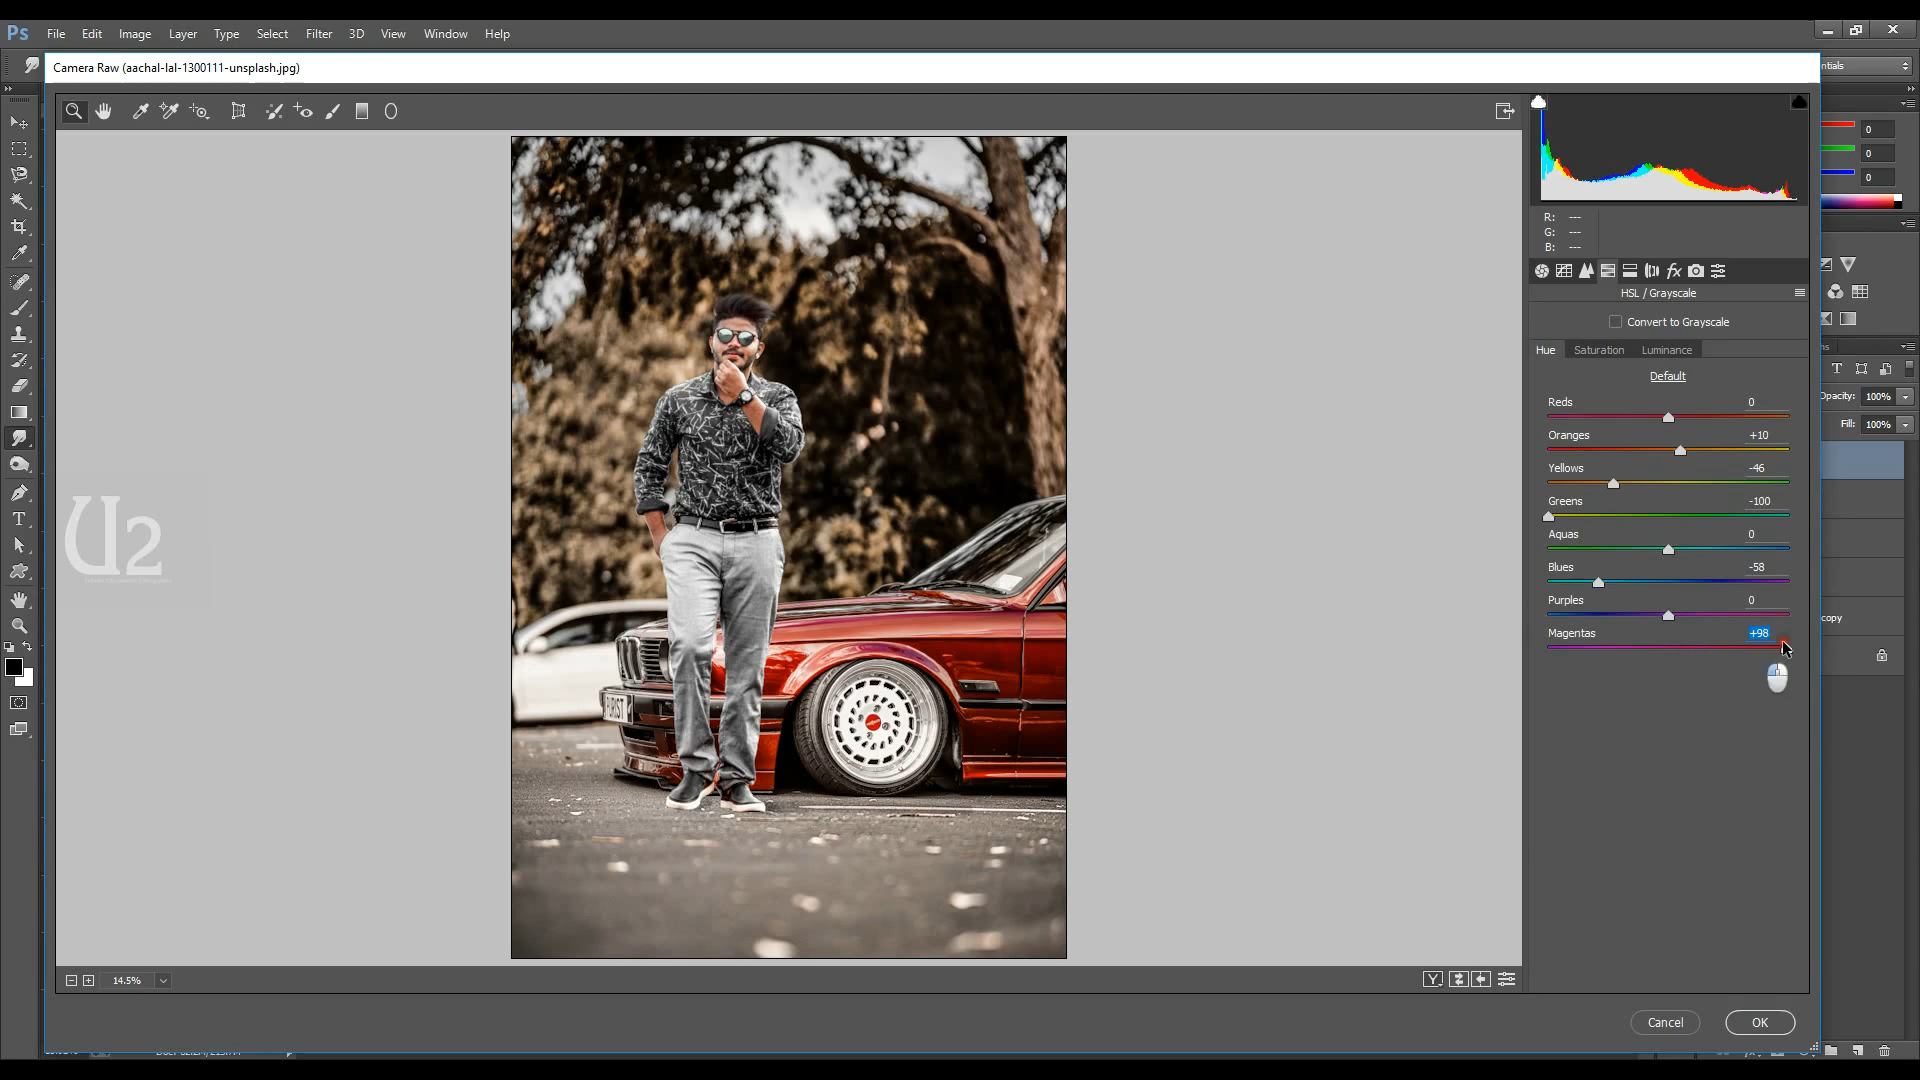 Ps File Edit Image Layer Type Select Filter 3D View Window Help
Camera Raw (aachal-lal-1300111-unsplash.jpg)
ntials
0
0
0
R: ---
G: ---
B: ---
fx
HSL / Grayscale
Convert to Grayscale
Hue Saturation Luminance
Default
Reds 0
Oranges +10
Yellows -46
Greens -100
Aquas 0
Blues -58
Purples 0
Magentas +98
ns
T
Opacity: 100%
Fill: 100%
copy
U2
T
14.5%
Y
Cancel OK